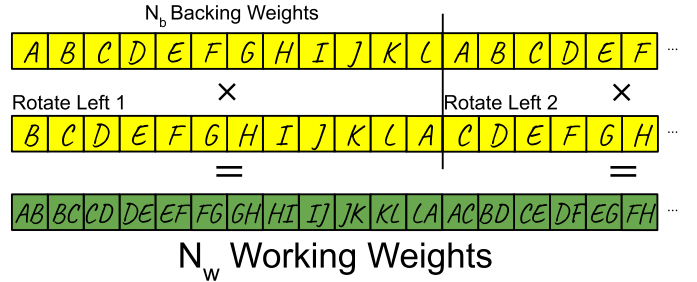 N_b Backing Weights
A B C D E F G H I J K L A B C D E F ...
×
×
Rotate Left 1
Rotate Left 2
B C D E F G H I J K L A C D E F G H ...
=
=
AB BC CD DE EF FG GH HI IJ JK KL LA AC BD CE DF EG FH ...
N_w Working Weights